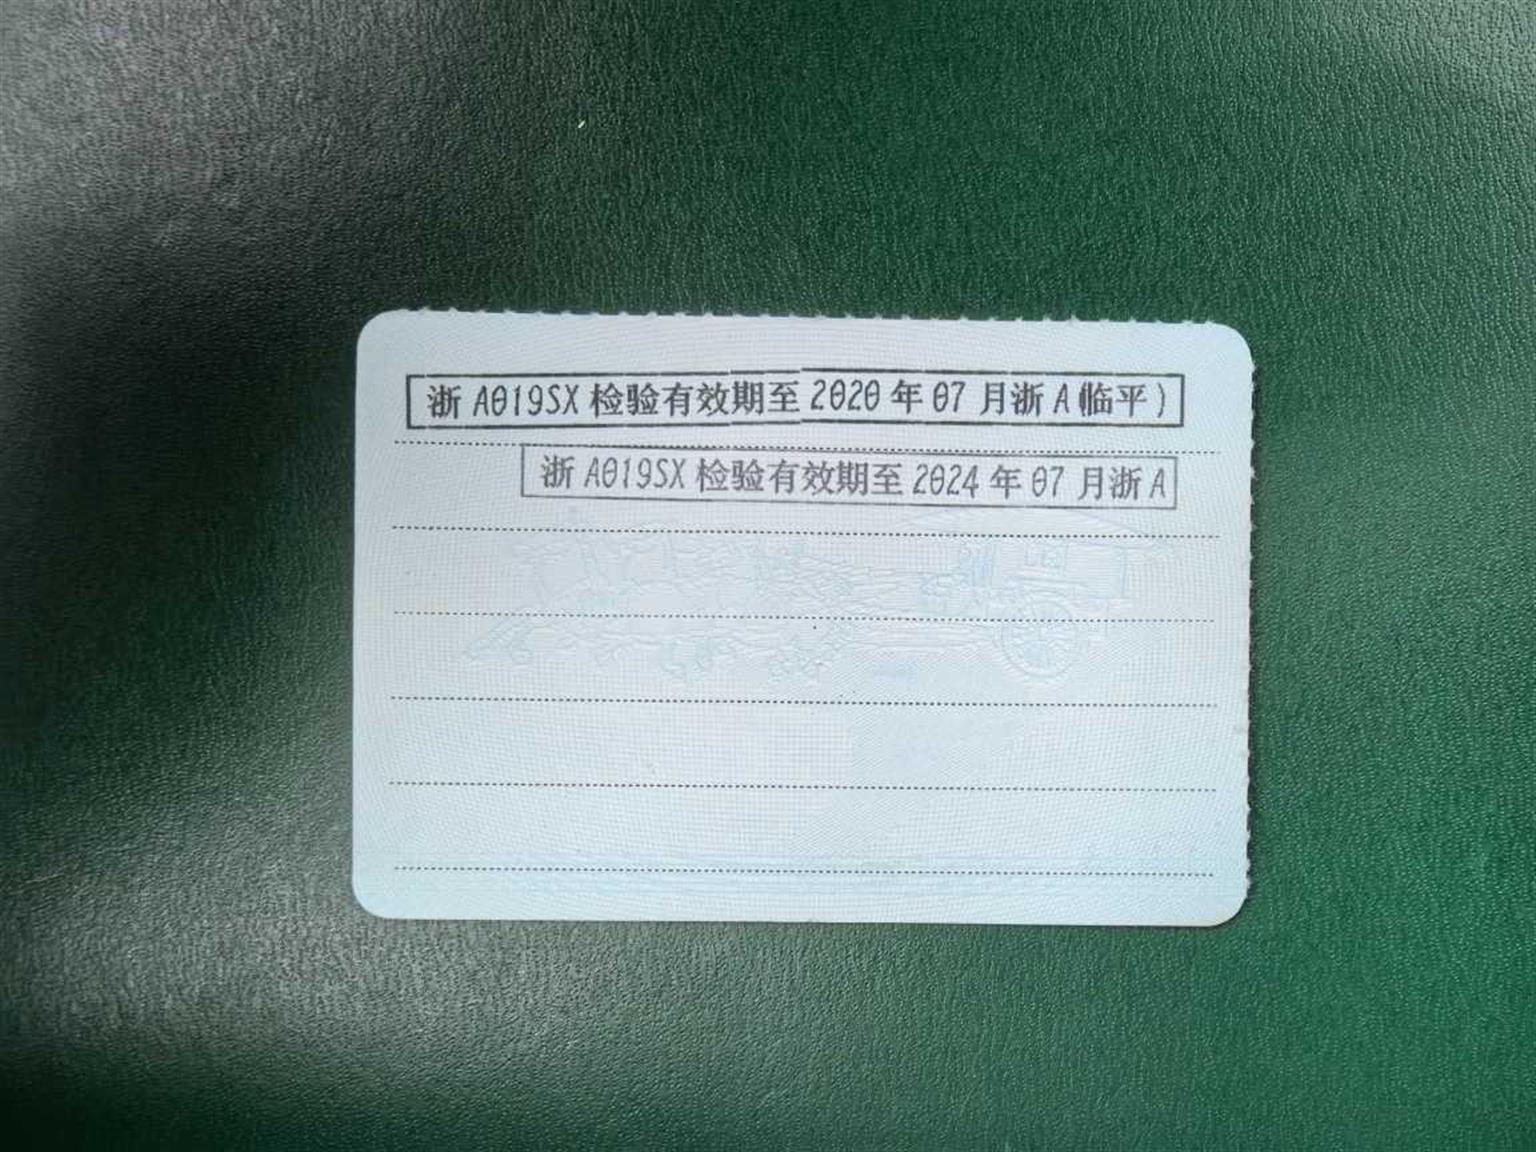 浙 A019SX 检验有效期至 2020 年 07 月浙 A(临平)
浙 A019SX 检验有效期至 2024 年 07 月浙 A